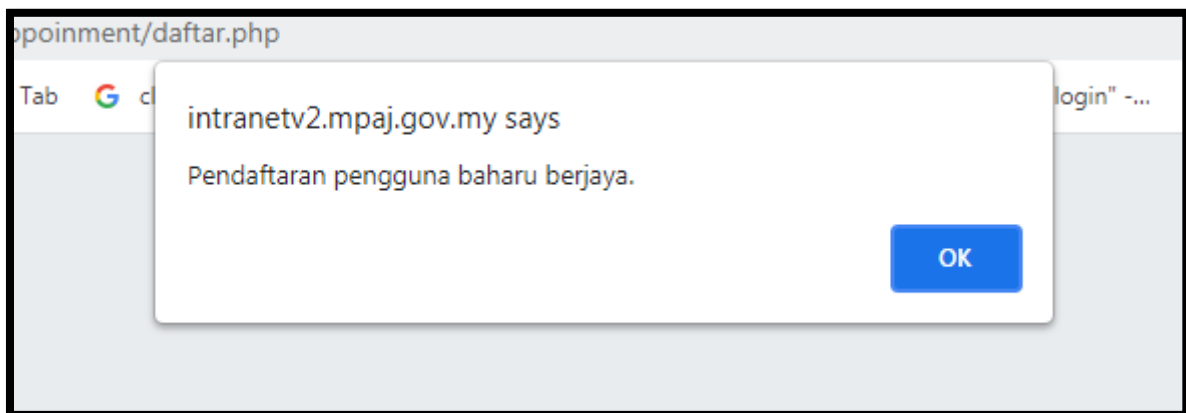 ppoinment/daftar.php
Tab
login" -...
intranetv2.mpaj.gov.my says
Pendaftaran pengguna baharu berjaya.
OK